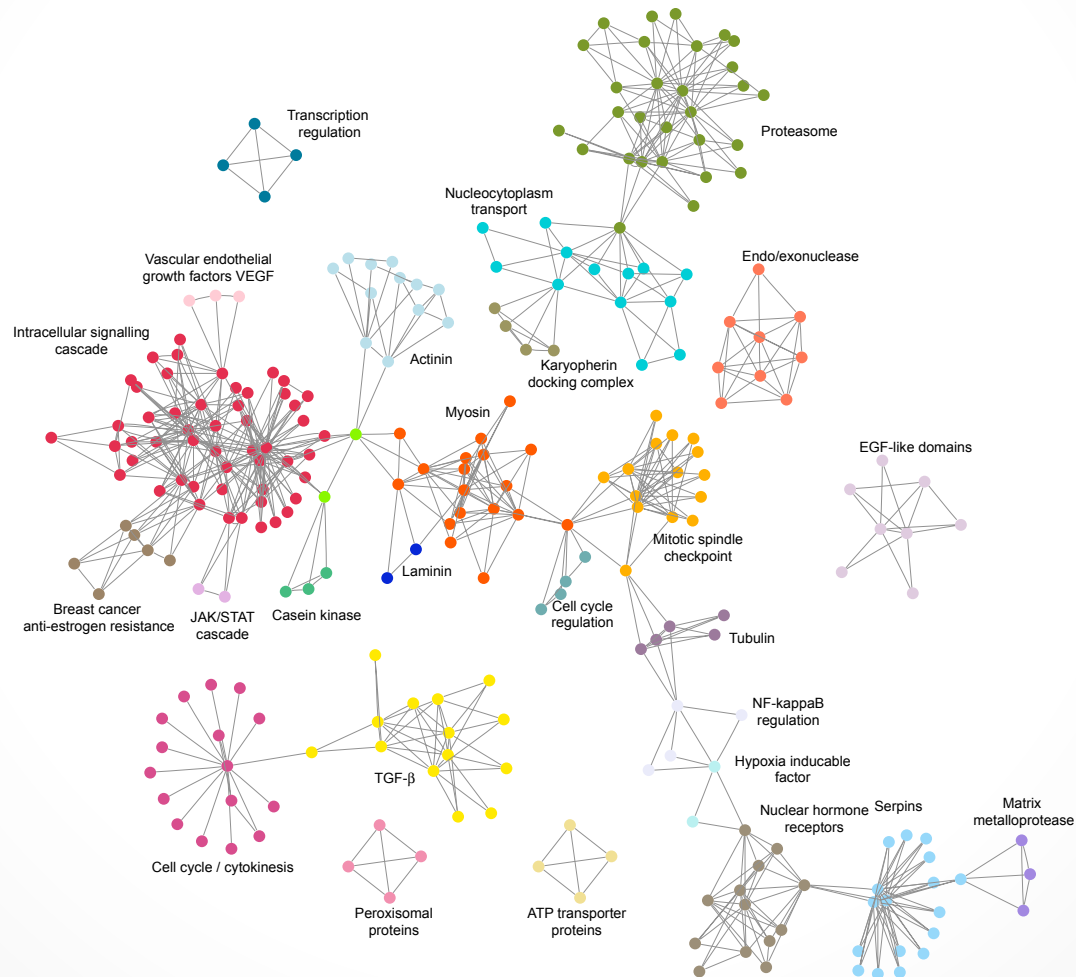 Transcription
regulation
Proteasome
Nucleocytoplasm
transport
Vascular endothelial
growth factors VEGF
Endo/exonuclease
Intracellular signalling
cascade
Actinin
Karyopherin
docking complex
Myosin
EGF-like domains
Mitotic spindle
checkpoint
Laminin
Breast cancer
anti-estrogen resistance
JAK/STAT
cascade
Casein kinase
Cell cycle
regulation
Tubulin
NF-kappaB
regulation
TGF-β
Hypoxia inducable
factor
Nuclear hormone
receptors
Serpins
Matrix
metalloprotease
Cell cycle / cytokinesis
Peroxisomal
proteins
ATP transporter
proteins